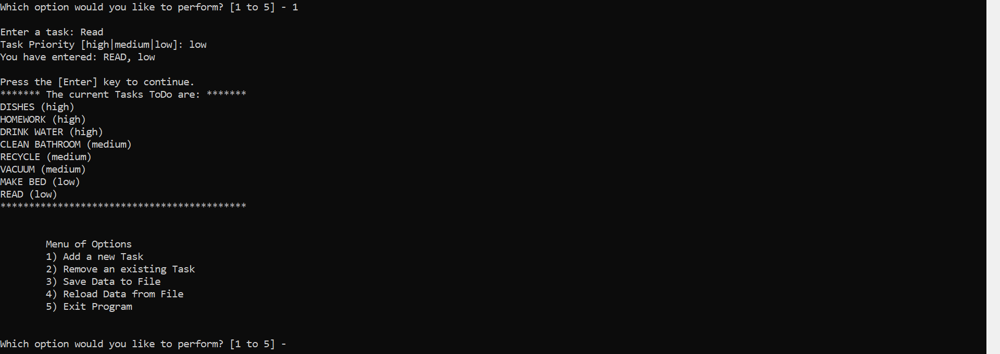 Which option would you like to perform? [1 to 5] - 1
Enter a task: Read
Task Priority [high|medium|low]: low
You have entered: READ, low
Press the [Enter] key to continue.
******* The current Tasks ToDo are: *******
DISHES (high)
HOMEWORK (high)
DRINK WATER (high)
CLEAN BATHROOM (medium)
RECYCLE (medium)
VACUUM (medium)
MAKE BED (low)
READ (low)
*******************************************
Menu of Options
1) Add a new Task
2) Remove an existing Task
3) Save Data to File
4) Reload Data from File
5) Exit Program
Which option would you like to perform? [1 to 5] -